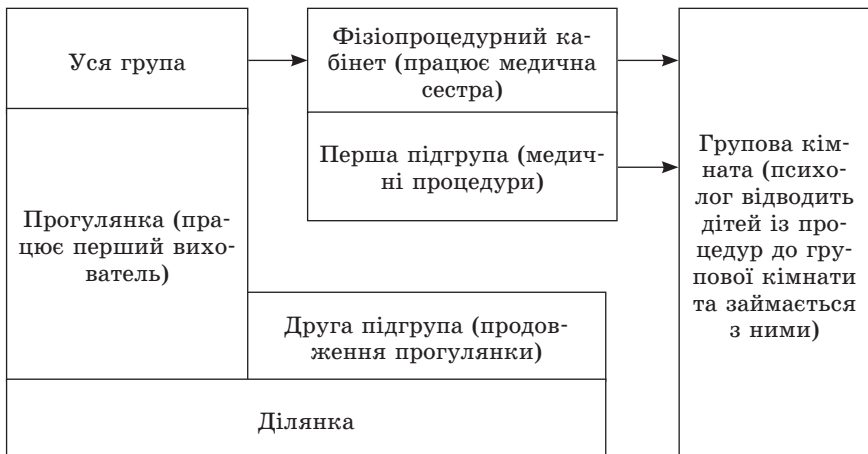 Уся група
Фізіопроцедурний ка-
бінет (працює медична
сестра)
Перша підгрупа (медич-
ні процедури)
Прогулянка (пра-
цює перший вихо-
ватель)
Друга підгрупа (продов-
ження прогулянки)
Ділянка
Групова кім-
ната (психо-
лог відводить
дітей із про-
цедур до гру-
пової кімнати
та займається
з ними)